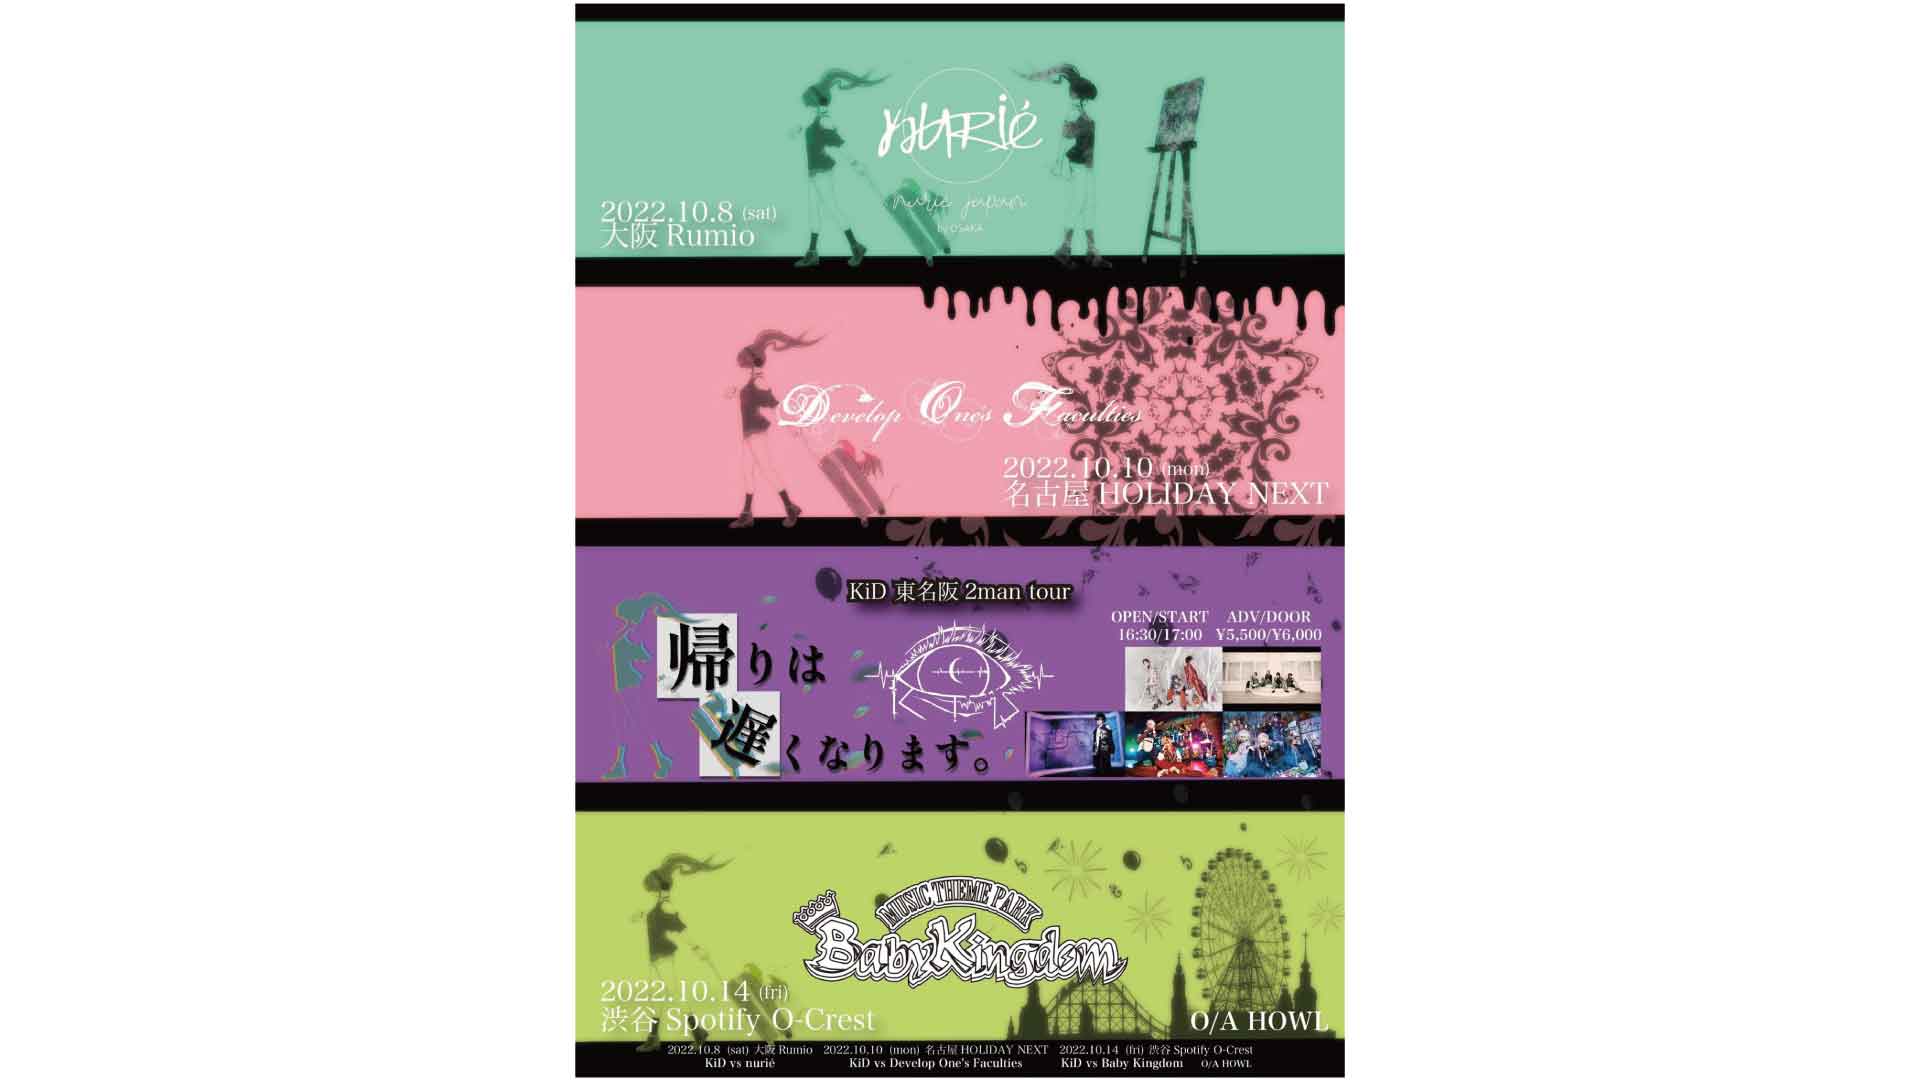 nurié
nurié japan
by OSAKA
2022.10.8 (sat)
大阪 Rumio
Develop One's Faculties
2022.10.10 (mon)
名古屋 HOLIDAY NEXT
KiD 東名阪 2man tour
OPEN/START ADV/DOOR
16:30/17:00 ¥5,500/¥6,000
帰りは
遅くなります。
MUSIC THEME PARK
BabyKingdom
2022.10.14 (fri)
渋谷 Spotify O-Crest
O/A HOWL
2022.10.8 (sat) 大阪 Rumio 2022.10.10 (mon) 名古屋 HOLIDAY NEXT 2022.10.14 (fri) 渋谷 Spotify O-Crest
KiD vs nurié KiD vs Develop One's Faculties KiD vs Baby Kingdom O/A HOWL